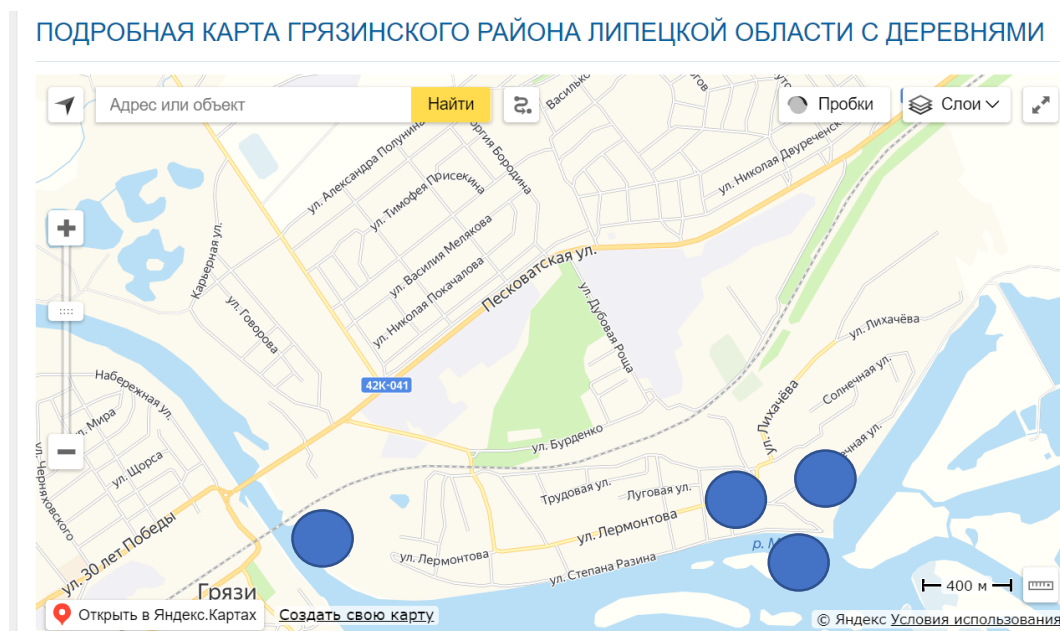 ПОДРОБНАЯ КАРТА ГРЯЗИНСКОГО РАЙОНА ЛИПЕЦКОЙ ОБЛАСТИ С ДЕРЕВНЯМИ
Адрес или объект
Найти
Пробки
Слои
ул. Александра Полунина
ул. Тимофея Присекина
ул. Николая Двуреченск
Карьерная ул.
ул. Василия Мелякова
ул. Николая Покачалова
Песковатская ул.
ул. Говорова
ул. Дубовая Роща
ул. Лихачёва
42К-041
Набережная ул.
ул. Мира
Солнечная ул.
ул. Лихачёва
ул. Бурденко
ул. Щорса
ул. Черняховского
Трудовая ул.
Луговая ул.
ул. Лермонтова
ул. 30 лет Победы
ул. Лермонтова
ул. Степана Разина
Грязи
400 м
Открыть в Яндекс.Картах
Создать свою карту
© Яндекс Условия использования